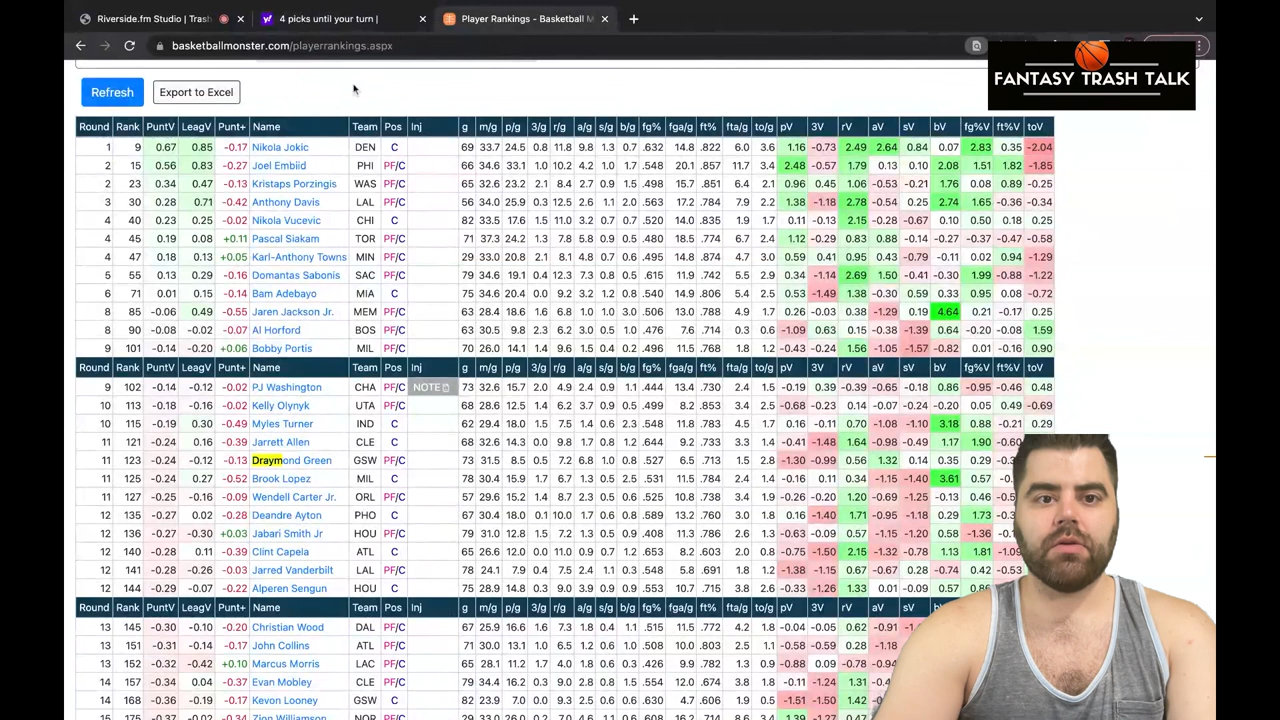 Riverside.fm Studio | Trash
4 picks until your turn |
Player Rankings - Basketball M
basketballmonster.com/playerrankings.aspx
FANTASY TRASH TALK
Refresh Export to Excel
Round Rank PuntV LeagV Punt+ Name Team Pos Inj g m/g p/g 3/g r/g a/g s/g b/g fg% fga/g ft% fta/g to/g pV 3V rV aV sV bV fg%V ft%V toV
1 9 0.67 0.85 -0.17 Nikola Jokic DEN C 69 33.7 24.5 0.8 11.8 9.8 1.3 0.7 .632 14.8 .822 6.0 3.6 1.16 -0.73 2.49 2.64 0.84 0.07 2.83 0.35 -2.04
2 15 0.56 0.83 -0.27 Joel Embiid PHI PF/C 66 34.6 33.1 1.0 10.2 4.2 1.0 1.7 .548 20.1 .857 11.7 3.4 2.48 -0.57 1.79 0.13 0.10 2.08 1.51 1.82 -1.85
2 23 0.34 0.47 -0.13 Kristaps Porzingis WAS PF/C 65 32.6 23.2 2.1 8.4 2.7 0.9 1.5 .498 15.7 .851 6.4 2.1 0.96 0.45 1.06 -0.53 -0.21 1.76 0.08 0.89 -0.25
3 30 0.28 0.71 -0.42 Anthony Davis LAL PF/C 56 34.0 25.9 0.3 12.5 2.6 1.1 2.0 .563 17.2 .784 7.9 2.2 1.38 -1.18 2.78 -0.54 0.25 2.74 1.65 -0.36 -0.34
4 40 0.23 0.25 -0.02 Nikola Vucevic CHI C 82 33.5 17.6 1.5 11.0 3.2 0.7 0.7 .520 14.0 .835 1.9 1.7 0.11 -0.13 2.15 -0.28 -0.67 0.10 0.50 0.18 0.25
4 45 0.19 0.08 +0.11 Pascal Siakam TOR PF/C 71 37.3 24.2 1.3 7.8 5.8 0.9 0.5 .480 18.5 .774 6.7 2.4 1.12 -0.29 0.83 0.88 -0.14 -0.27 -0.37 -0.47 -0.58
4 47 0.18 0.13 +0.05 Karl-Anthony Towns MIN PF/C 29 33.0 20.8 2.1 8.1 4.8 0.7 0.6 .495 14.8 .874 4.7 3.0 0.59 0.41 0.95 0.43 -0.79 -0.11 0.02 0.94 -1.29
5 55 0.13 0.29 -0.16 Domantas Sabonis SAC PF/C 79 34.6 19.1 0.4 12.3 7.3 0.8 0.5 .615 11.9 .742 5.2 2.9 0.34 -1.14 2.69 1.50 -0.41 -0.30 1.99 -0.48 -1.22
6 71 0.01 0.15 -0.14 Bam Adebayo MIA C 75 34.6 20.4 0.0 9.2 3.2 1.2 0.8 .540 14.9 .806 5.4 2.5 0.53 -1.49 1.38 -0.30 0.59 0.33 0.95 0.08 -0.72
8 85 -0.06 0.49 -0.55 Jaren Jackson Jr. MEM PF/C 63 28.4 18.6 1.6 6.8 1.0 1.0 3.0 .506 13.0 .788 4.9 1.7 0.28 -0.03 0.38 -1.29 0.19 4.64 0.21 -0.17 0.25
8 90 -0.08 -0.02 -0.07 Al Horford BOS PF/C 63 30.5 9.8 2.3 6.2 3.0 0.5 1.0 .476 7.6 .714 0.3 0.6 -1.09 0.63 0.15 -0.38 -1.39 0.64 -0.20 -0.08 1.59
9 101 -0.14 -0.20 +0.06 Bobby Portis MIL PF/C 70 26.0 14.1 1.4 9.6 1.5 0.4 0.2 .496 11.5 .768 1.8 1.2 -0.43 -0.24 1.56 -1.05 -1.57 -0.82 0.01 -0.16 0.90
Round Rank PuntV LeagV Punt+ Name Team Pos Inj g m/g p/g 3/g r/g a/g s/g b/g fg% fga/g ft% fta/g to/g pV 3V rV aV sV bV fg%V ft%V toV
9 102 -0.14 -0.12 -0.02 PJ Washington CHA PF/C NOTE 73 32.6 15.7 2.0 4.9 2.4 0.9 1.1 .444 13.4 .730 2.4 1.5 -0.19 0.39 -0.39 -0.65 -0.18 0.86 -0.95 -0.46 0.48
10 113 -0.18 -0.16 -0.02 Kelly Olynyk UTA PF/C 68 28.6 12.5 1.4 6.2 3.7 0.9 0.5 .499 8.2 .853 3.4 2.5 -0.68 -0.23 0.14 -0.07 -0.24 -0.20 0.05 0.49 -0.69
10 115 -0.19 0.30 -0.49 Myles Turner IND C 62 29.4 18.0 1.5 7.5 1.4 0.6 2.3 .548 11.8 .783 4.5 1.7 0.16 -0.11 0.70 -1.08 -1.10 3.18 0.88 -0.21 0.29
11 121 -0.24 0.16 -0.39 Jarrett Allen CLE C 68 32.6 14.3 0.0 9.8 1.7 0.8 1.2 .644 9.2 .733 3.3 1.4 -0.41 -1.48 1.64 -0.98 -0.49 1.17 1.90 -0.60
11 123 -0.24 -0.12 -0.13 Draymond Green GSW PF/C 73 31.5 8.5 0.5 7.2 6.8 1.0 0.8 .527 6.5 .713 1.5 2.8 -1.30 -0.99 0.56 1.32 0.14 0.35 0.29 -0.3
11 125 -0.24 0.27 -0.52 Brook Lopez MIL C 78 30.4 15.9 1.7 6.7 1.3 0.5 2.5 .531 11.5 .784 1.9 1.4 -0.16 0.11 0.34 -1.15 -1.40 3.61 0.5
11 127 -0.25 -0.16 -0.09 Wendell Carter Jr. ORL PF/C 57 29.6 15.2 1.4 8.7 2.3 0.5 0.6 .525 10.8 .738 3.4 1.9 -0.26 -0.20 1.20 -0.69 -1.25 -0.13 0.46
12 135 -0.27 0.02 -0.28 Deandre Ayton PHO C 67 30.4 18.0 0.1 10.0 1.7 0.6 0.8 .589 13.2 .760 3.0 1.8 0.16 -1.40 1.71 -0.95 -1.18 0.29 1.73
12 136 -0.27 -0.30 +0.03 Jabari Smith Jr HOU PF/C 79 31.0 12.8 1.5 7.2 1.3 0.5 0.9 .408 11.5 .786 2.6 1.3 -0.63 -0.09 0.57 -1.15 -1.20 0.58 -1.36
12 140 -0.28 0.11 -0.39 Clint Capela ATL C 65 26.6 12.0 0.0 11.0 0.9 0.7 1.2 .653 8.2 .603 2.0 0.8 -0.75 -1.50 2.15 -1.32 -0.78 1.13 1.81 -1.09
12 141 -0.28 -0.26 -0.03 Jarred Vanderbilt LAL PF/C 78 24.1 7.9 0.4 7.5 2.4 1.1 0.3 .548 5.8 .691 1.8 1.2 -1.38 -1.15 0.67 -0.63 0.21 -0.74 0.42 -0.53
12 144 -0.29 -0.07 -0.22 Alperen Sengun HOU C 75 28.9 14.8 0.3 9.0 3.9 0.9 0.9 .553 10.7 .715 3.8 2.6 -0.33 -1.26 1.33 0.01 -0.09 0.57
Round Rank PuntV LeagV Punt+ Name Team Pos Inj g m/g p/g 3/g r/g a/g s/g b/g fg% fga/g ft% fta/g to/g pV 3V rV aV sV
13 145 -0.30 -0.10 -0.20 Christian Wood DAL PF/C 67 25.9 16.6 1.6 7.3 1.8 0.4 1.1 .515 11.5 .772 4.2 1.8 -0.04 -0.05 0.62 -0.91
13 151 -0.31 -0.14 -0.17 John Collins ATL PF/C 71 30.0 13.1 1.0 6.5 1.2 0.6 1.0 .508 10.0 .803 2.5 1.1 -0.58 -0.59 0.28 -1.18
13 152 -0.32 -0.42 +0.10 Marcus Morris LAC PF/C 65 28.1 11.2 1.7 4.0 1.8 0.6 0.2 .426 9.9 .782 1.3 0.7 -0.88 0.09 -0.78 -0.94
14 157 -0.34 0.04 -0.37 Evan Mobley CLE PF/C 79 34.4 16.2 0.3 9.0 2.8 0.8 1.5 .554 12.2 .674 3.9 1.8 -0.11 -1.24 1.31
14 168 -0.36 -0.19 -0.17 Kevon Looney GSW C 82 23.9 7.0 0.0 9.3 2.5 0.6 0.6 .630 4.7 .606 1.8 0.6 -1.51 -1.50 1.42